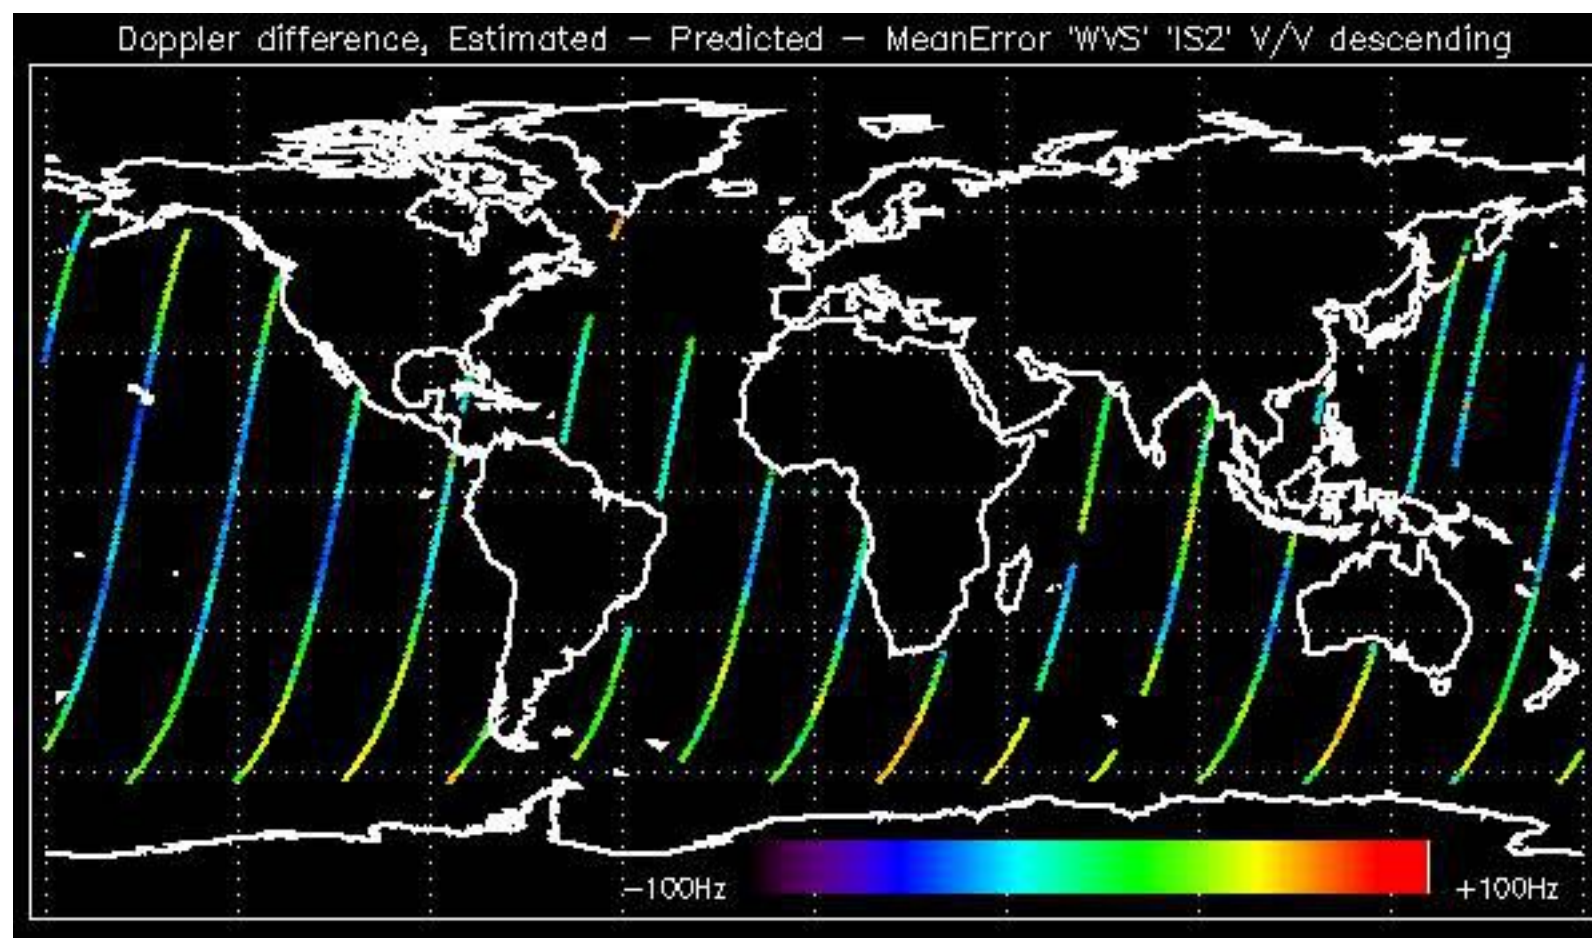 Doppler difference, Estimated – Predicted – MeanError 'WVS' 'IS2' V/V descending
–100Hz +100Hz